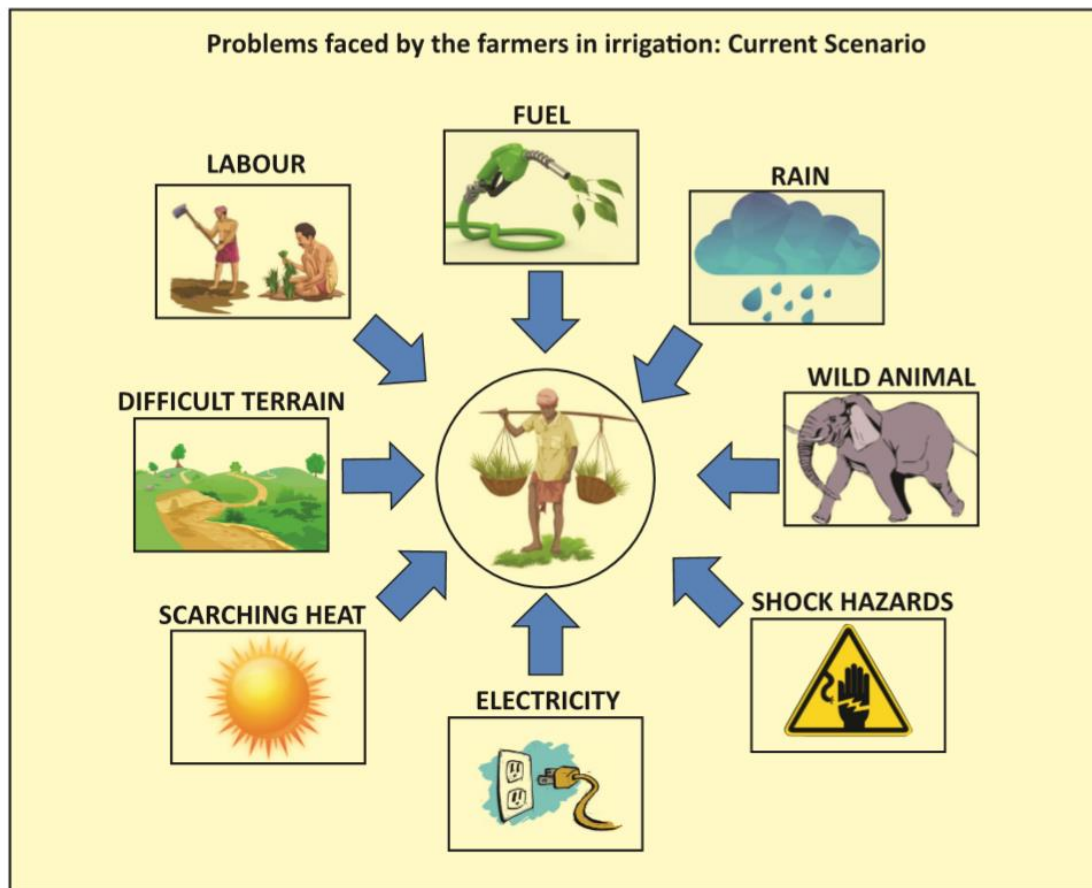 Problems faced by the farmers in irrigation: Current Scenario
FUEL
LABOUR
RAIN
WILD ANIMAL
DIFFICULT TERRAIN
SCARCHING HEAT
SHOCK HAZARDS
ELECTRICITY